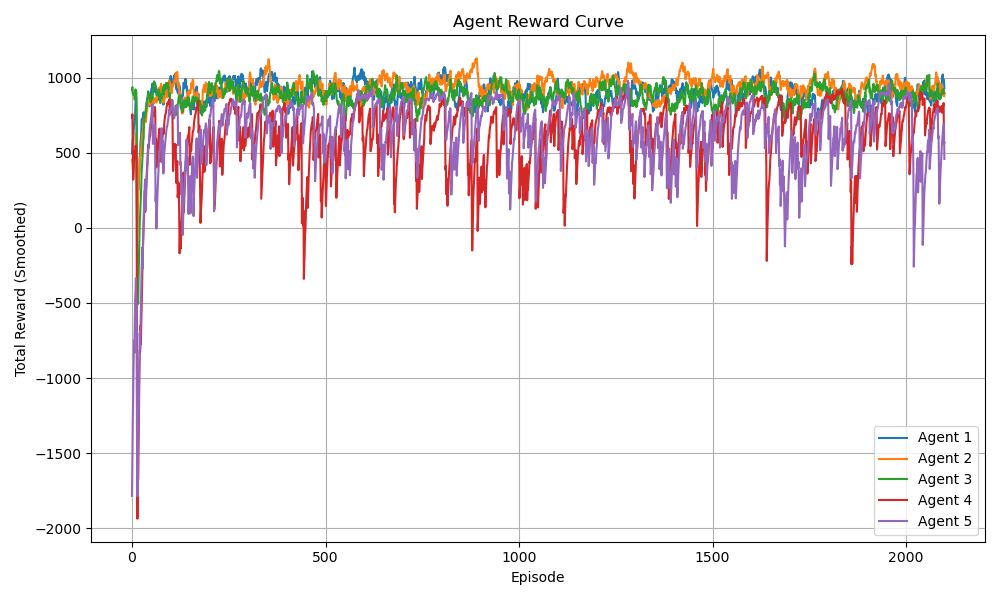 Agent Reward Curve
Total Reward (Smoothed)
1000
500
0
−500
−1000
−1500
−2000
0
500
1000
1500
2000
Episode
Agent 1
Agent 2
Agent 3
Agent 4
Agent 5